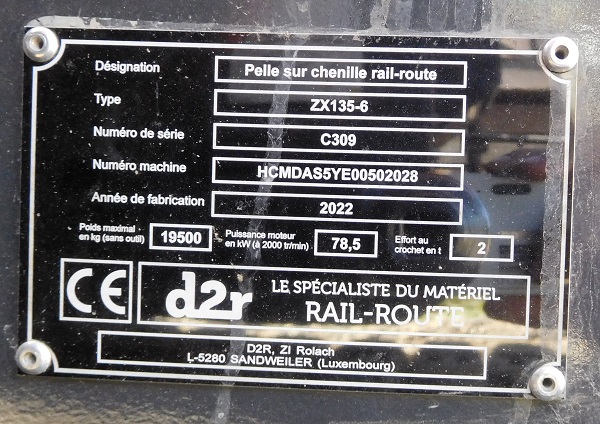 Désignation Pelle sur chenille rail-route
Type ZX135-6
Numéro de série C309
Numéro machine HCMDAS5YE00502028
Année de fabrication 2022
Poids maximal en kg (sans outil) 19500 Puissance moteur en kW (à 2000 tr/min) 78,5 Effort au crochet en t 2
CE d2r LE SPÉCIALISTE DU MATÉRIEL
RAIL-ROUTE
D2R, ZI Rolach
L-5280 SANDWEILER (Luxembourg)